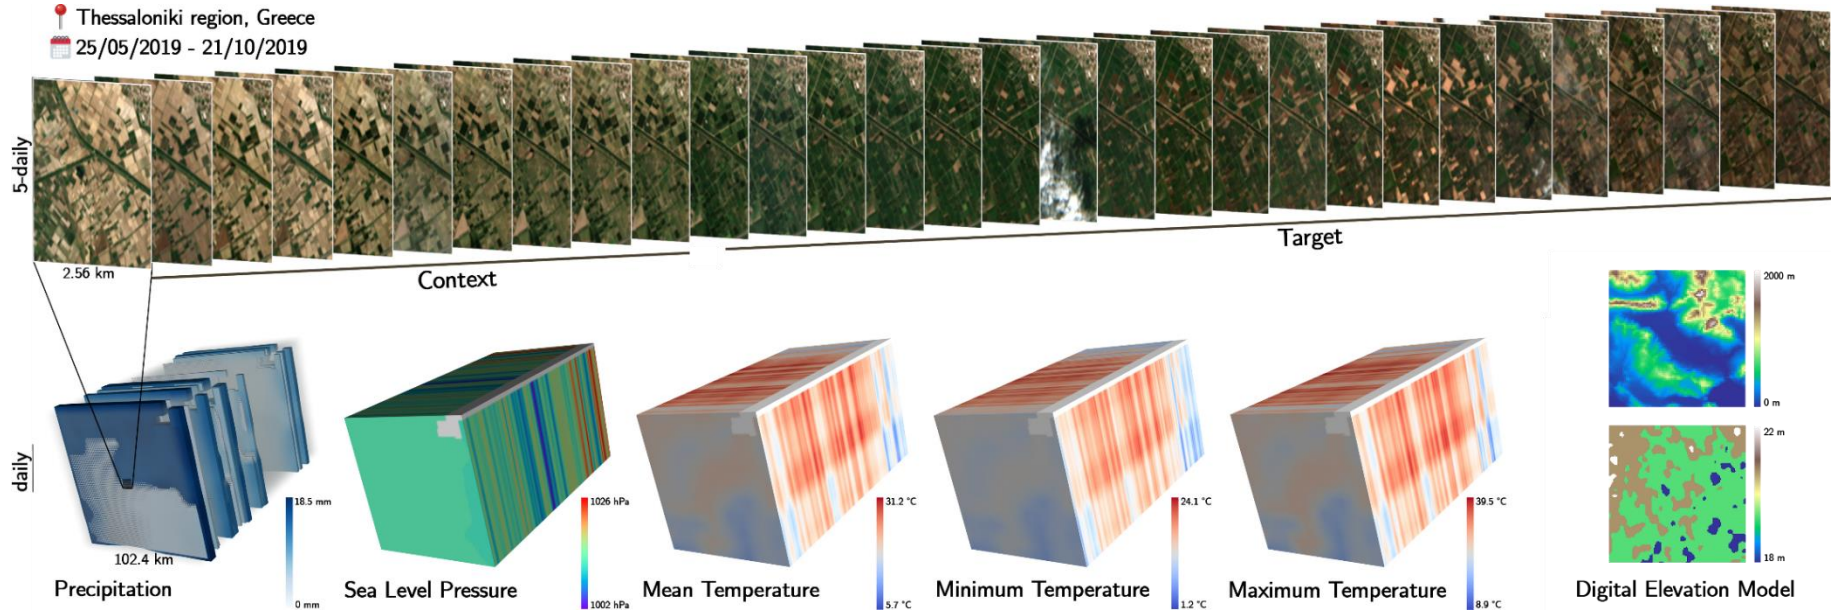 Thessaloniki region, Greece
25/05/2019 - 21/10/2019
5-daily
2.56 km
Context
Target
daily
102.4 km
18.5 mm
0 mm
Precipitation
1026 hPa
1002 hPa
Sea Level Pressure
31.2 °C
5.7 °C
Mean Temperature
24.1 °C
1.2 °C
Minimum Temperature
39.5 °C
8.9 °C
Maximum Temperature
2000 m
0 m
22 m
18 m
Digital Elevation Model